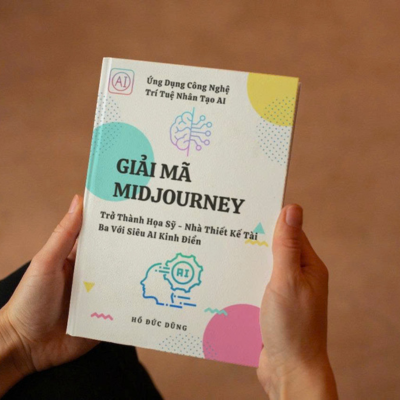 AI
Ứng Dụng Công Nghệ
Trí Tuệ Nhân Tạo AI
GIẢI MÃ
MIDJOURNEY
Trở Thành Họa Sỹ - Nhà Thiết Kế Tài
Ba Với Siêu AI Kinh Điển
AI
HỒ ĐỨC DŨNG